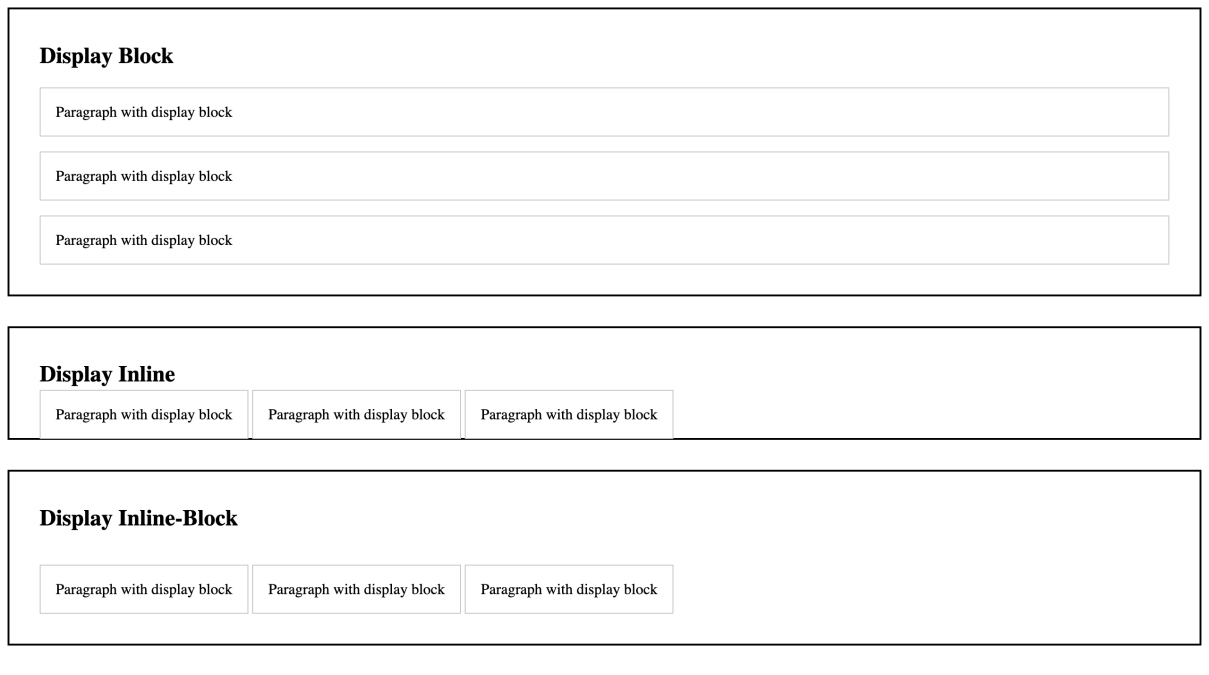 Display Block
Paragraph with display block
Paragraph with display block
Paragraph with display block
Display Inline
Paragraph with display block Paragraph with display block Paragraph with display block
Display Inline-Block
Paragraph with display block Paragraph with display block Paragraph with display block